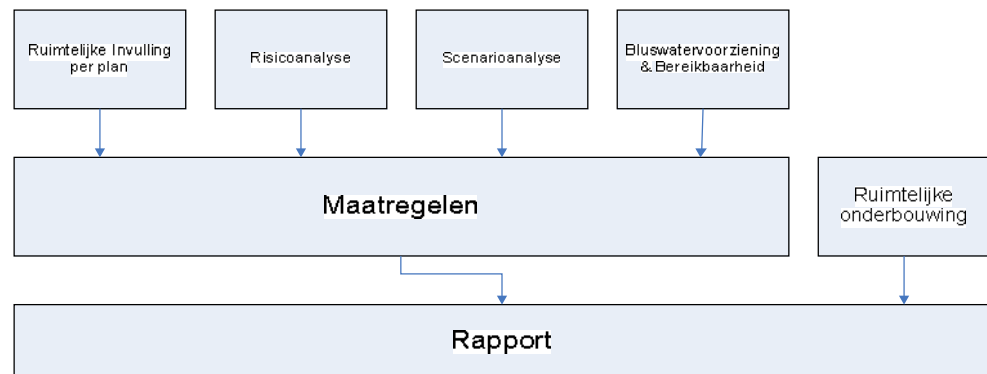 Ruimtelijke Invulling
per plan
Risicoanalyse
Scenarioanalyse
Bluswatervoorziening
& Bereikbaarheid
Maatregelen
Ruimtelijke
onderbouwing
Rapport